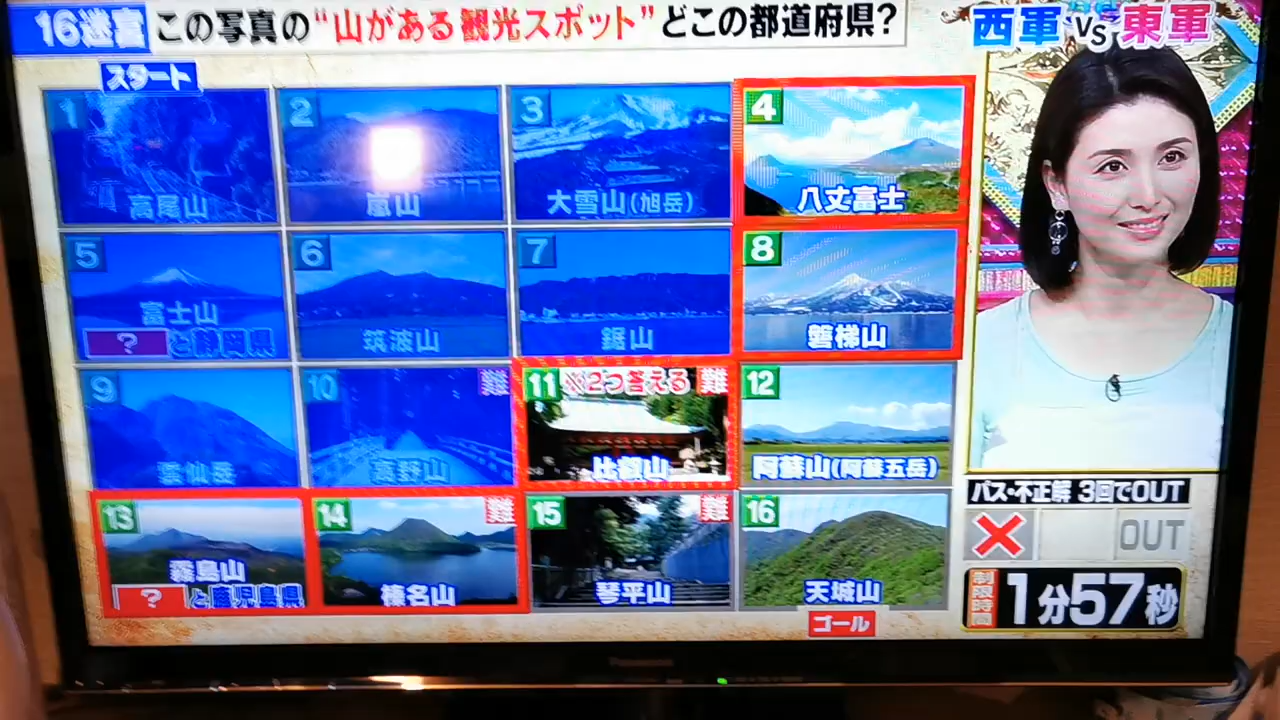 16迷宮 この写真の“山がある観光スポット”どこの都道府県?
西軍 VS 東軍
スタート
1 高尾山
2 嵐山
3 大雪山(旭岳)
4 八丈富士
5 富士山
? と静岡県
6 筑波山
7 鋸山
8 磐梯山
9 雲仙岳
10 難 高野山
11 ※2つ答える 難
比叡山
12 阿蘇山(阿蘇五岳)
13 霧島山
? と鹿児島県
14 難 榛名山
15 難 琴平山
16 天城山
ゴール
パス・不正解 3回でOUT
OUT
制限時間 1分57秒
Panasonic